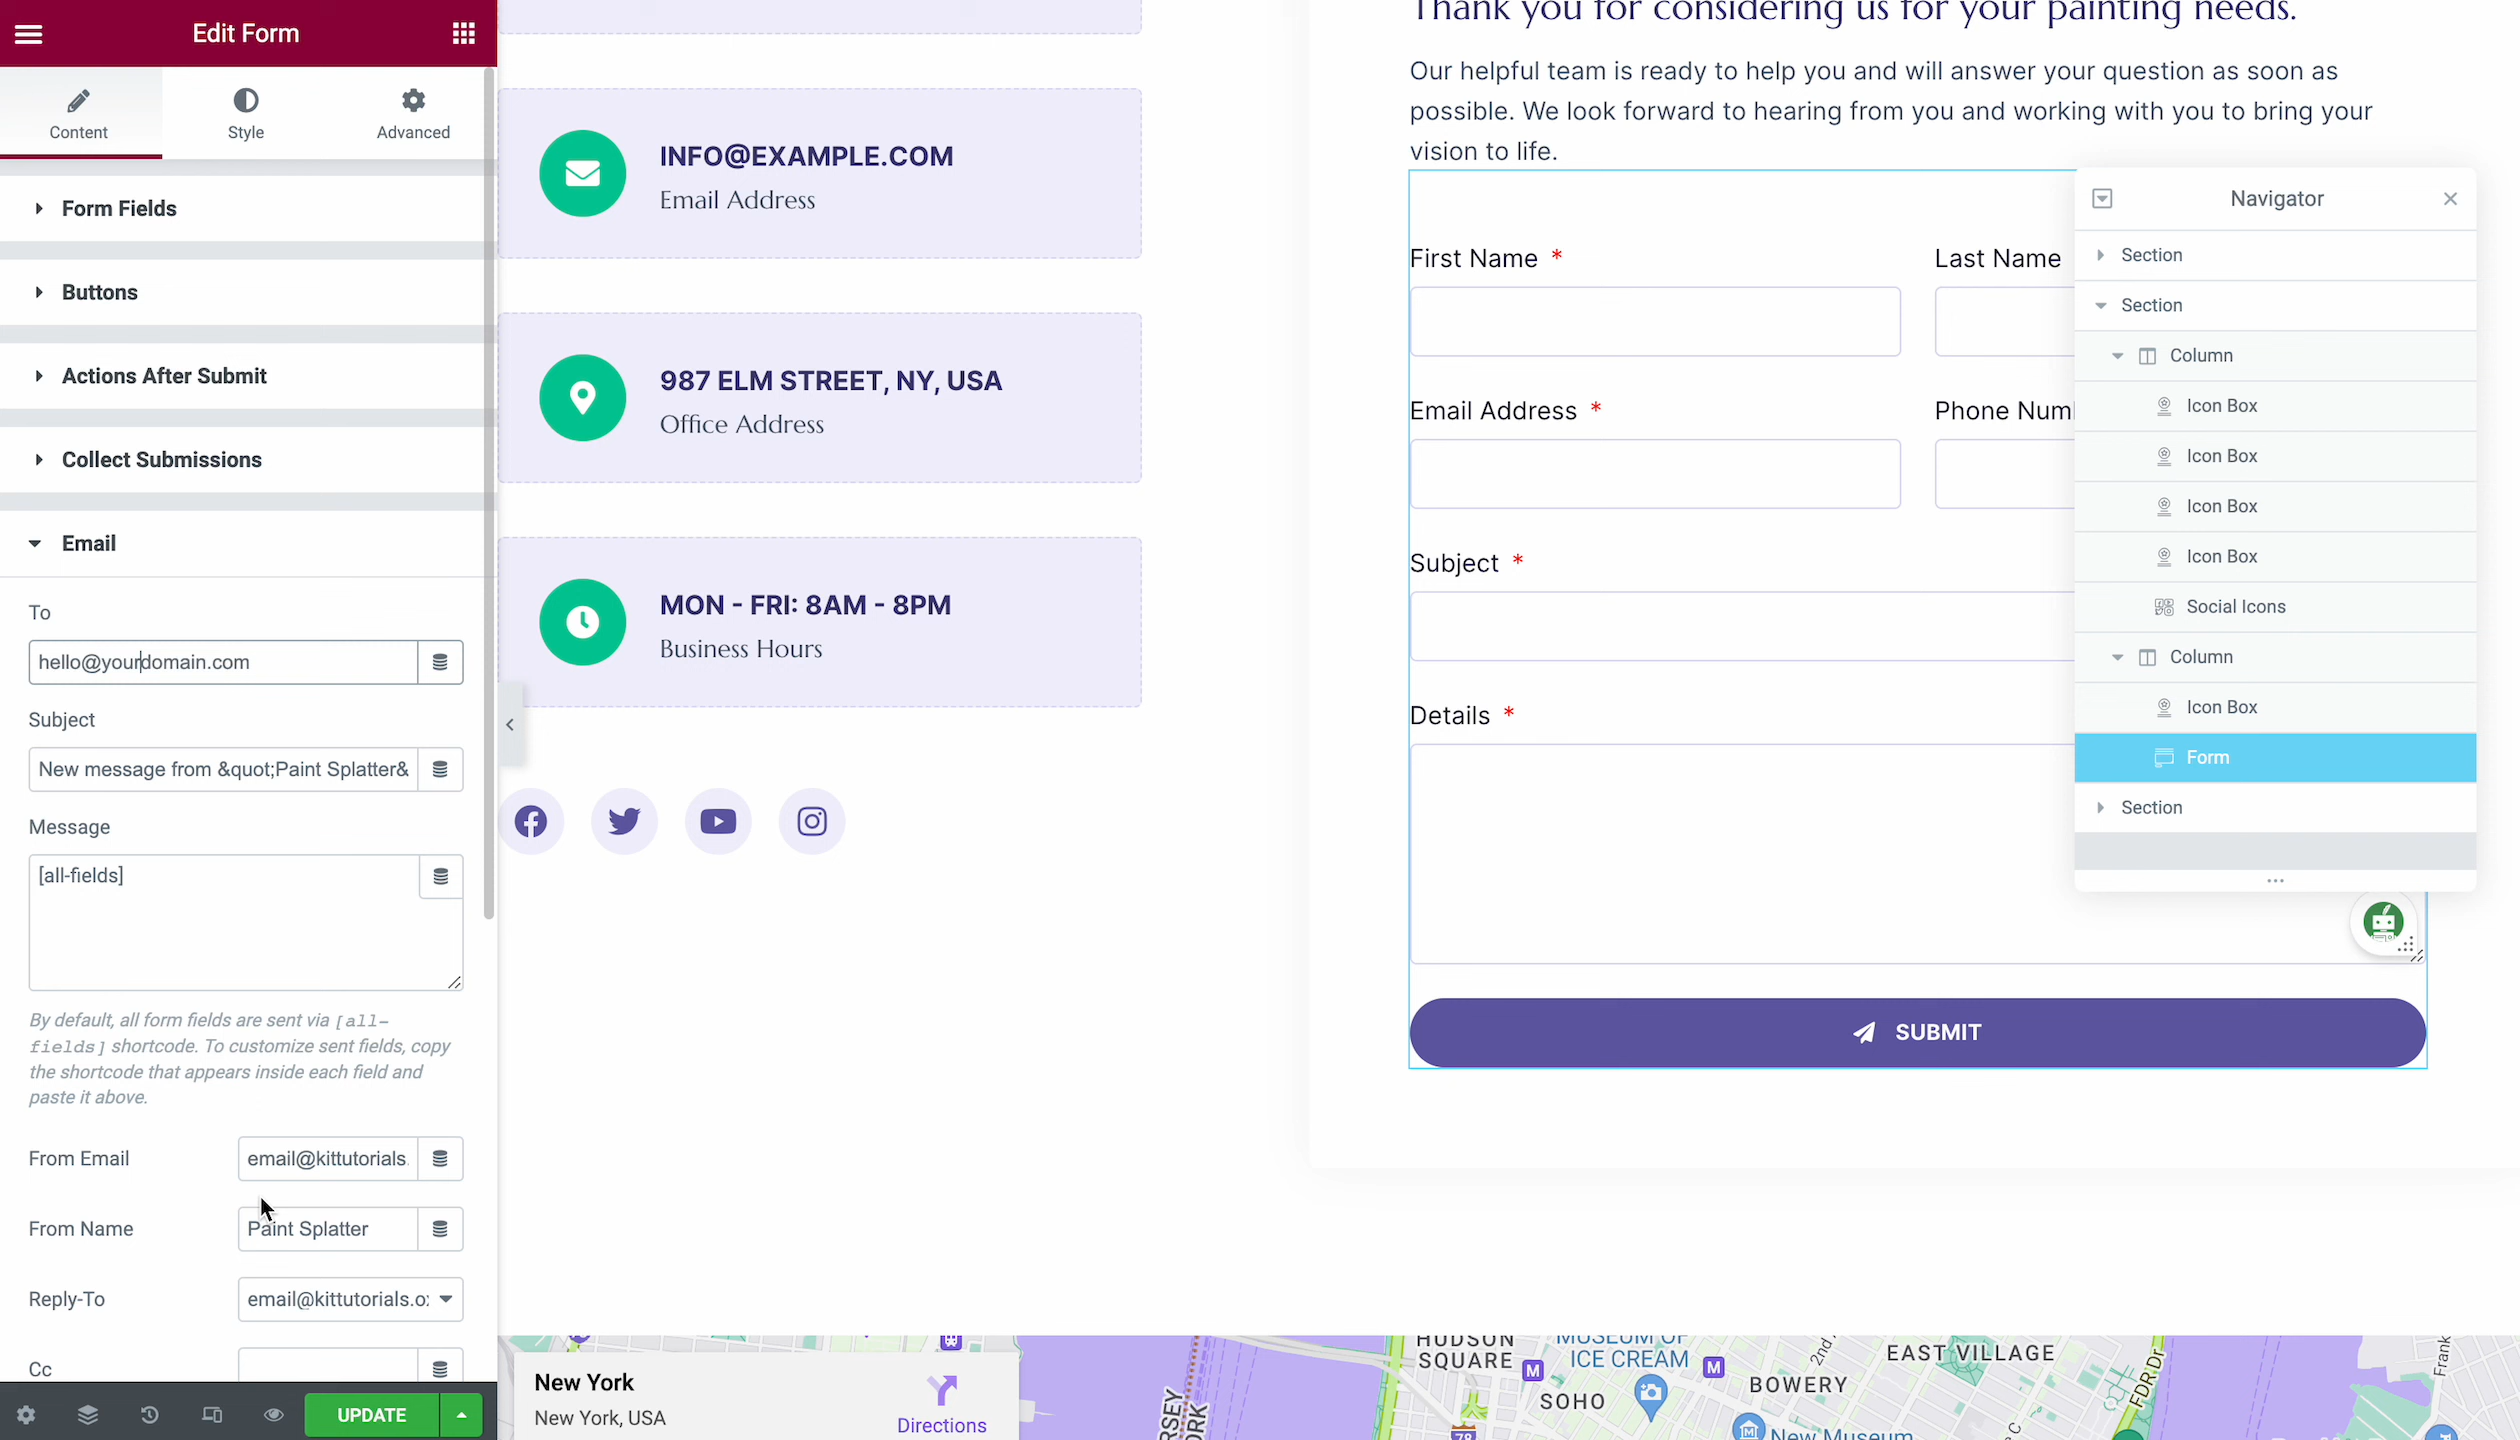 Edit Form
Content
Style
Advanced
Form Fields
Buttons
Actions After Submit
Collect Submissions
Email
To
hello@yourdomain.com
Subject
New message from &quot;Paint Splatter&
Message
[all-fields]
By default, all form fields are sent via [all-
fields] shortcode. To customize sent fields, copy
the shortcode that appears inside each field and
paste it above.
From Email
email@kittutorials.
From Name
Paint Splatter
Reply-To
email@kittutorials.o
Cc
UPDATE
INFO@EXAMPLE.COM
Email Address
987 ELM STREET, NY, USA
Office Address
MON - FRI: 8AM - 8PM
Business Hours
Thank you for considering us for your painting needs.
Our helpful team is ready to help you and will answer your question as soon as
possible. We look forward to hearing from you and working with you to bring your
vision to life.
First Name *
Last Name
Email Address *
Phone Num
Subject *
Details *
SUBMIT
Navigator
Section
Section
Column
Icon Box
Icon Box
Icon Box
Icon Box
Social Icons
Column
Icon Box
Form
Section
New York
New York, USA
Directions
HUDSON
SQUARE
MUSEUM OF
ICE CREAM
M
M
SOHO
BOWERY
EAST VILLAGE
2nd
FDR Dr
Frank
78
New Museum